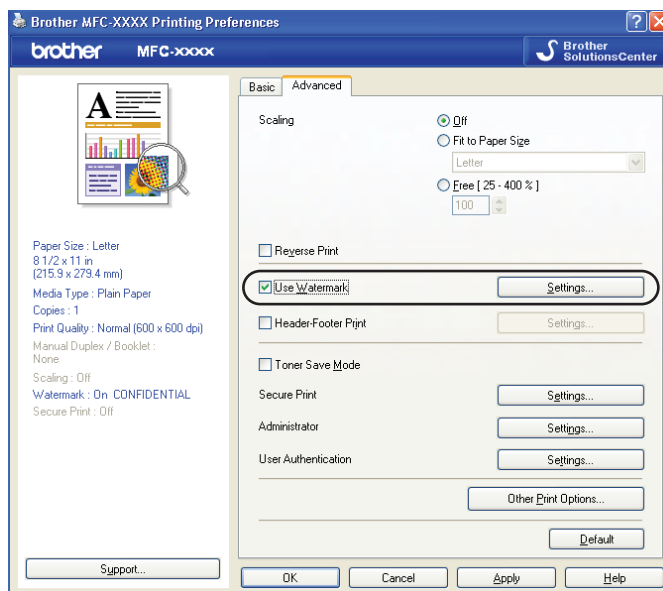 Brother MFC-XXXX Printing Preferences
brother MFC-xxxx
Brother
SolutionsCenter
Basic Advanced
A
Scaling
Off
Fit to Paper Size
Letter
Free [ 25 - 400 % ]
100
Paper Size : Letter
8 1/2 x 11 in
(215.9 x 279.4 mm)
Media Type : Plain Paper
Copies : 1
Print Quality : Normal (600 x 600 dpi)
Manual Duplex / Booklet :
None
Scaling : Off
Watermark : On CONFIDENTIAL
Secure Print : Off
Reverse Print
Use Watermark Settings...
Header-Footer Print Settings...
Toner Save Mode
Secure Print Settings...
Administrator Settings...
User Authentication Settings...
Other Print Options...
Default
Support...
OK Cancel Apply Help